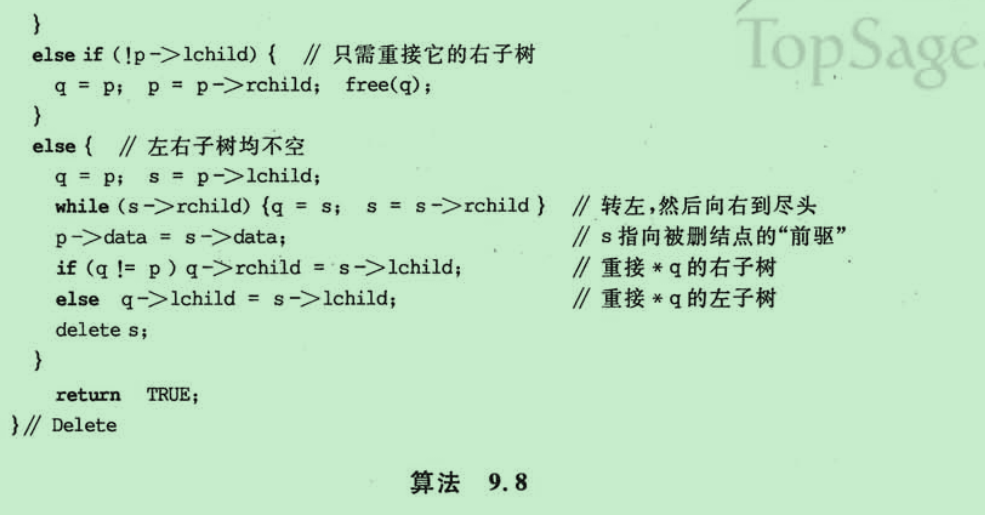 TopSage
}
else if (!p->lchild) { // 只需重接它的右子树
q = p; p = p->rchild; free(q);
}
else { // 左右子树均不空
q = p; s = p->lchild;
while (s->rchild) {q = s; s = s->rchild } // 转左,然后向右到尽头
p->data = s->data; // s 指向被删结点的“前驱”
if (q != p ) q->rchild = s->lchild; // 重接 * q 的右子树
else q->lchild = s->lchild; // 重接 * q 的左子树
delete s;
}
return TRUE;
}// Delete
算法 9.8